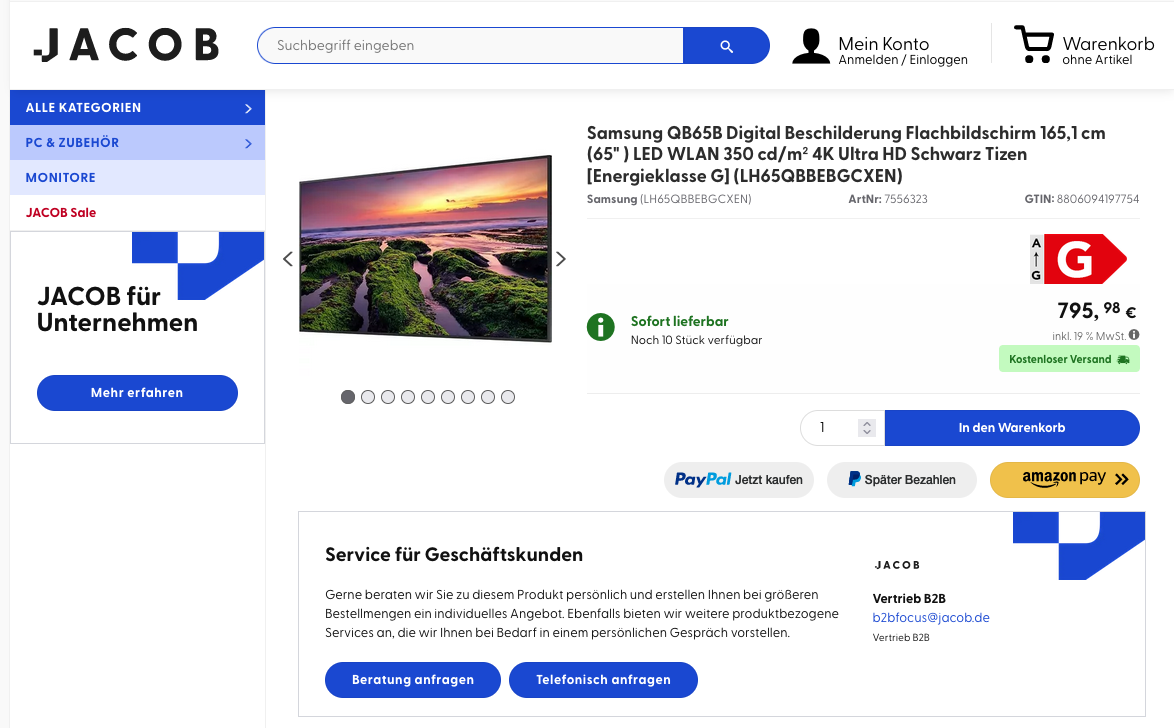 JACOB
Suchbegriff eingeben
Mein Konto
Anmelden / Einloggen
Warenkorb
ohne Artikel
ALLE KATEGORIEN
PC & ZUBEHÖR
MONITORE
JACOB Sale
JACOB für
Unternehmen
Mehr erfahren
Samsung QB65B Digital Beschilderung Flachbildschirm 165,1 cm
(65" ) LED WLAN 350 cd/m² 4K Ultra HD Schwarz Tizen
[Energieklasse G] (LH65QBBEBGCXEN)
Samsung (LH65QBBEBGCXEN) ArtNr: 7556323 GTIN: 8806094197754
A
G
G
Sofort lieferbar
Noch 10 Stück verfügbar
795, 98 €
inkl. 19 % MwSt.
Kostenloser Versand
1
In den Warenkorb
PayPal Jetzt kaufen
Später Bezahlen
amazon pay
Service für Geschäftskunden
Gerne beraten wir Sie zu diesem Produkt persönlich und erstellen Ihnen bei größeren
Bestellmengen ein individuelles Angebot. Ebenfalls bieten wir weitere produktbezogene
Services an, die wir Ihnen bei Bedarf in einem persönlichen Gespräch vorstellen.
Beratung anfragen
Telefonisch anfragen
JACOB
Vertrieb B2B
b2bfocus@jacob.de
Vertrieb B2B